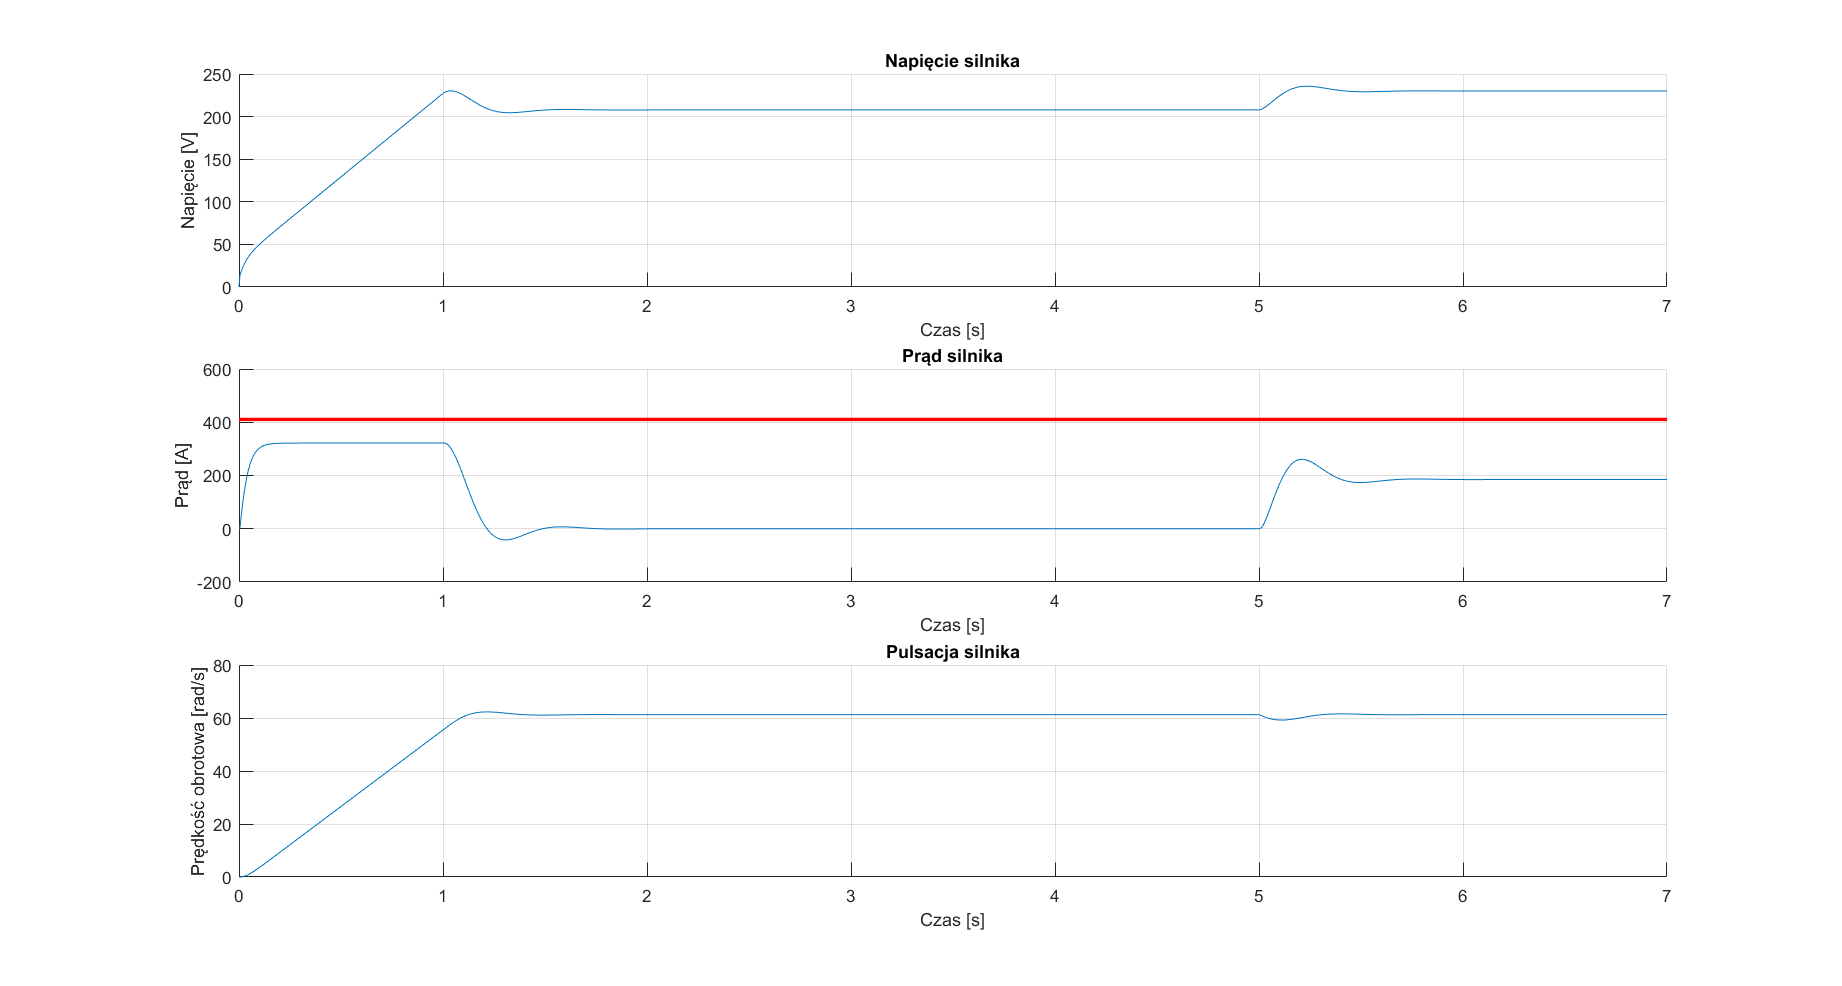 Napięcie silnika
Napięcie [V]
250
200
150
100
50
0
0 1 2 3 4 5 6 7
Czas [s]
Prąd silnika
Prąd [A]
600
400
200
0
-200
0 1 2 3 4 5 6 7
Czas [s]
Pulsacja silnika
Prędkość obrotowa [rad/s]
80
60
40
20
0
0 1 2 3 4 5 6 7
Czas [s]